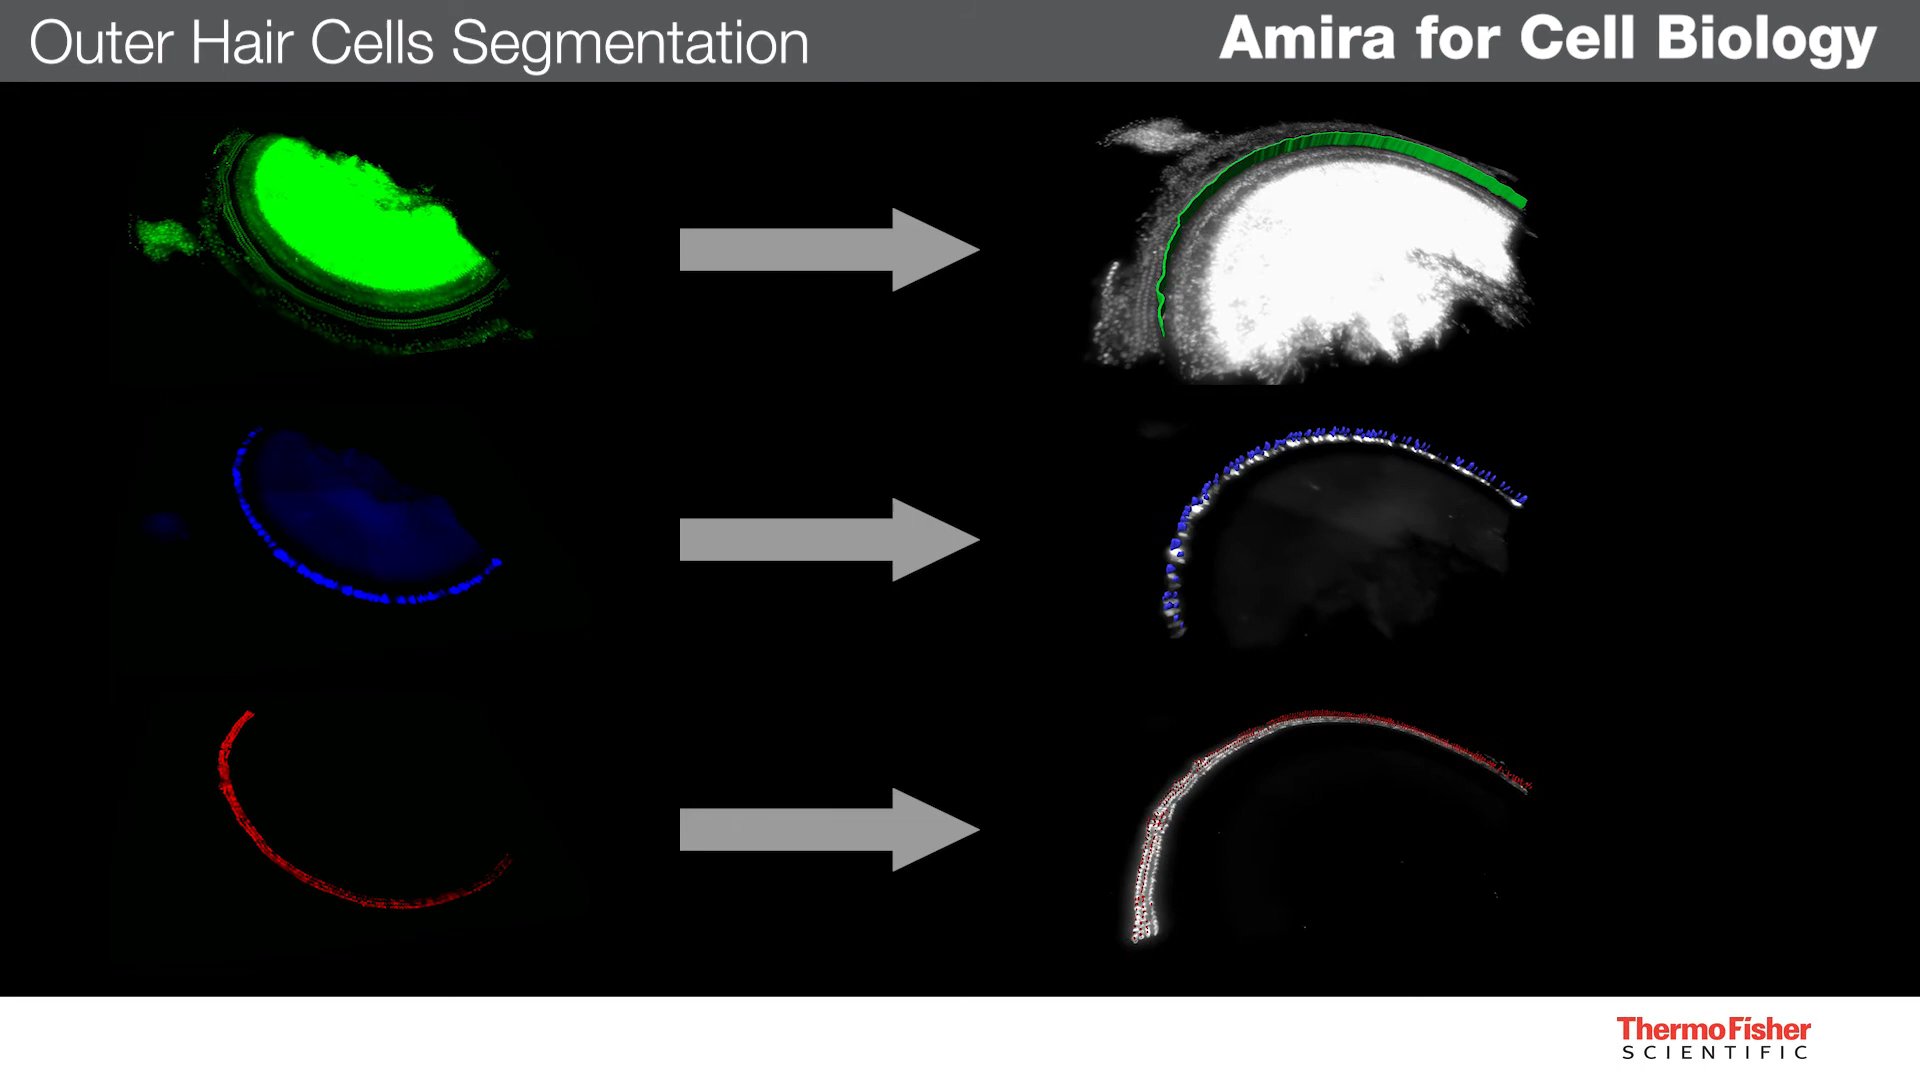 Outer Hair Cells Segmentation
Amira for Cell Biology
ThermoFisher
SCIENTIFIC